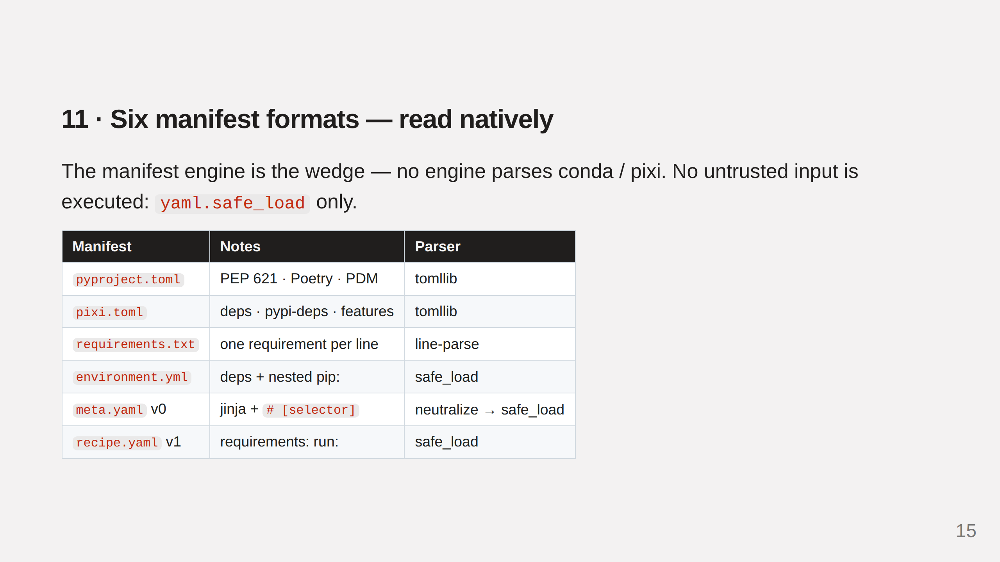 11 · Six manifest formats — read natively
The manifest engine is the wedge — no engine parses conda / pixi. No untrusted input is
executed: yaml.safe_load only.
Manifest Notes Parser
pyproject.toml PEP 621 · Poetry · PDM tomllib
pixi.toml deps · pypi-deps · features tomllib
requirements.txt one requirement per line line-parse
environment.yml deps + nested pip: safe_load
meta.yaml v0 jinja + # [selector] neutralize → safe_load
recipe.yaml v1 requirements: run: safe_load
15